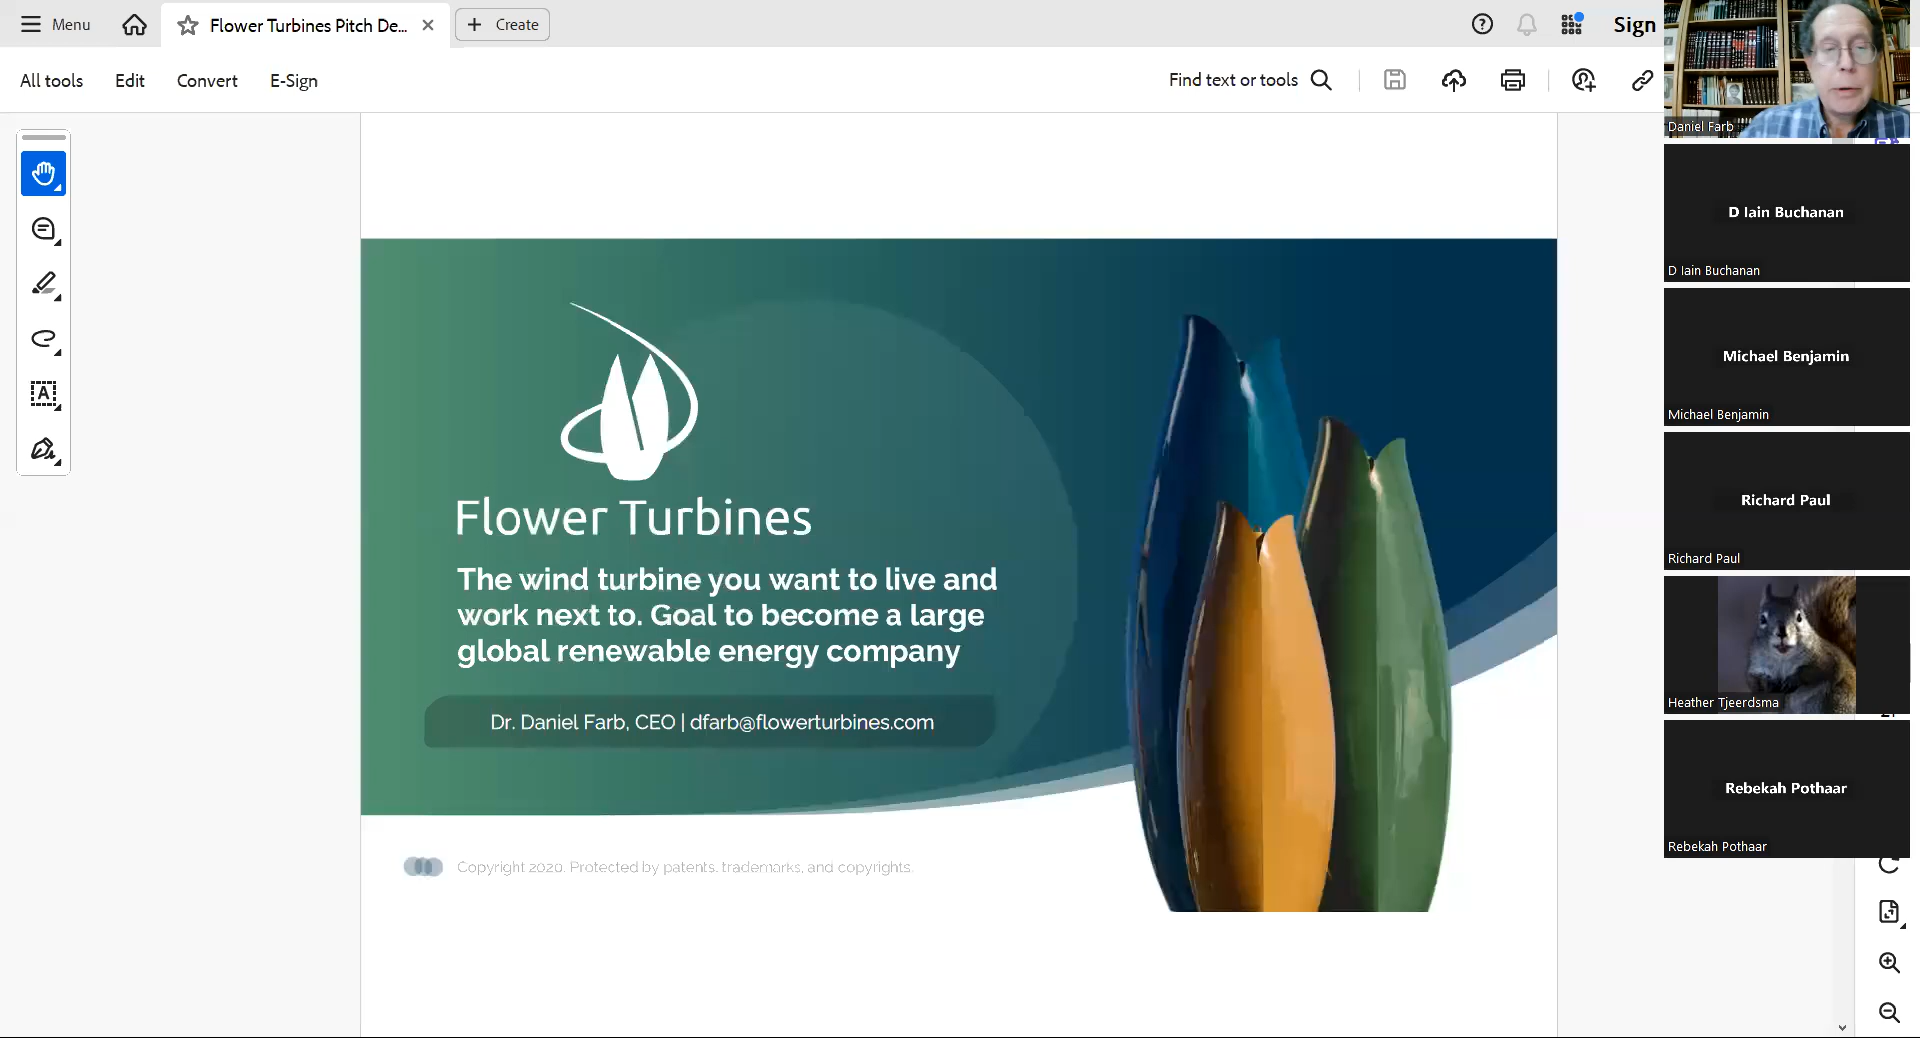 Menu
Flower Turbines Pitch De...
Create
Sign
All tools
Edit
Convert
E-Sign
Find text or tools
A
Flower Turbines
The wind turbine you want to live and
work next to. Goal to become a large
global renewable energy company
Dr. Daniel Farb, CEO | dfarb@flowerturbines.com
Copyright 2020. Protected by patents, trademarks, and copyrights.
Daniel Farb
D Iain Buchanan
D Iain Buchanan
Michael Benjamin
Michael Benjamin
Richard Paul
Richard Paul
Heather Tjeerdsma
Rebekah Pothaar
Rebekah Pothaar